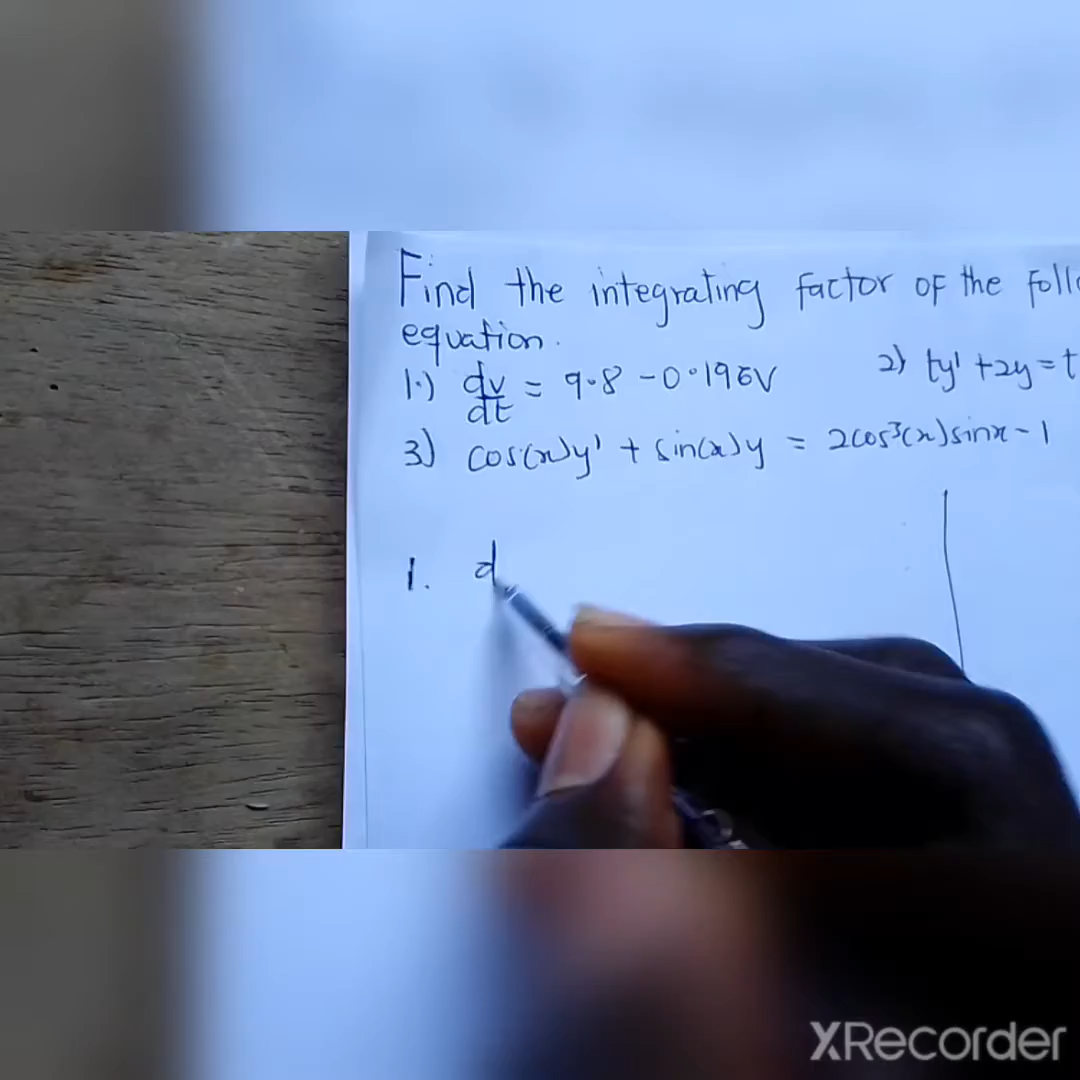 Find the integrating factor of the
equation.
1.) dv/dt = 9.8 - 0.196v 2) ty' + 2y = t
3) cos(x)y' + sin(x)y = 2cos³(x)sinx - 1
1. d
XRecorder